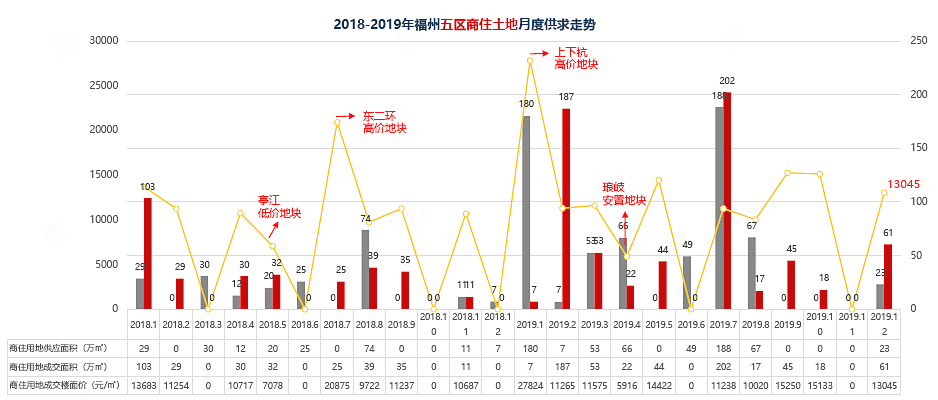 2018-2019年福州五区商住土地月度供求走势
30000
25000
20000
15000
10000
5000
0
250
200
150
100
50
0
上下杭
高价地块
东二环
高价地块
亭江
低价地块
琅岐
安置地块
13045
29 103 0 29 30 0 12 30 20 32 25 0 0 25 74 39 0 35 0 0 11 11 7 0 180 7 7 187 53 53 66 22 0 44 49 0 188 202 67 17 0 45 0 18 0 0 23 61
2018.1 2018.2 2018.3 2018.4 2018.5 2018.6 2018.7 2018.8 2018.9 2018.10 2018.11 2018.12 2019.1 2019.2 2019.3 2019.4 2019.5 2019.6 2019.7 2019.8 2019.9 2019.10 2019.11 2019.12
商住用地供应面积（万㎡） 29 0 30 12 20 25 0 74 0 0 11 7 180 7 53 66 0 49 188 67 0 0 0 23
商住用地成交面积（万㎡） 103 29 0 30 32 0 25 39 35 0 11 0 7 187 53 22 44 0 202 17 45 18 0 61
商住用地成交楼面价（元/㎡） 13683 11254 0 10717 7078 0 20875 9722 11237 0 10687 0 27824 11265 11575 5916 14422 0 11238 10020 15250 15133 0 13045